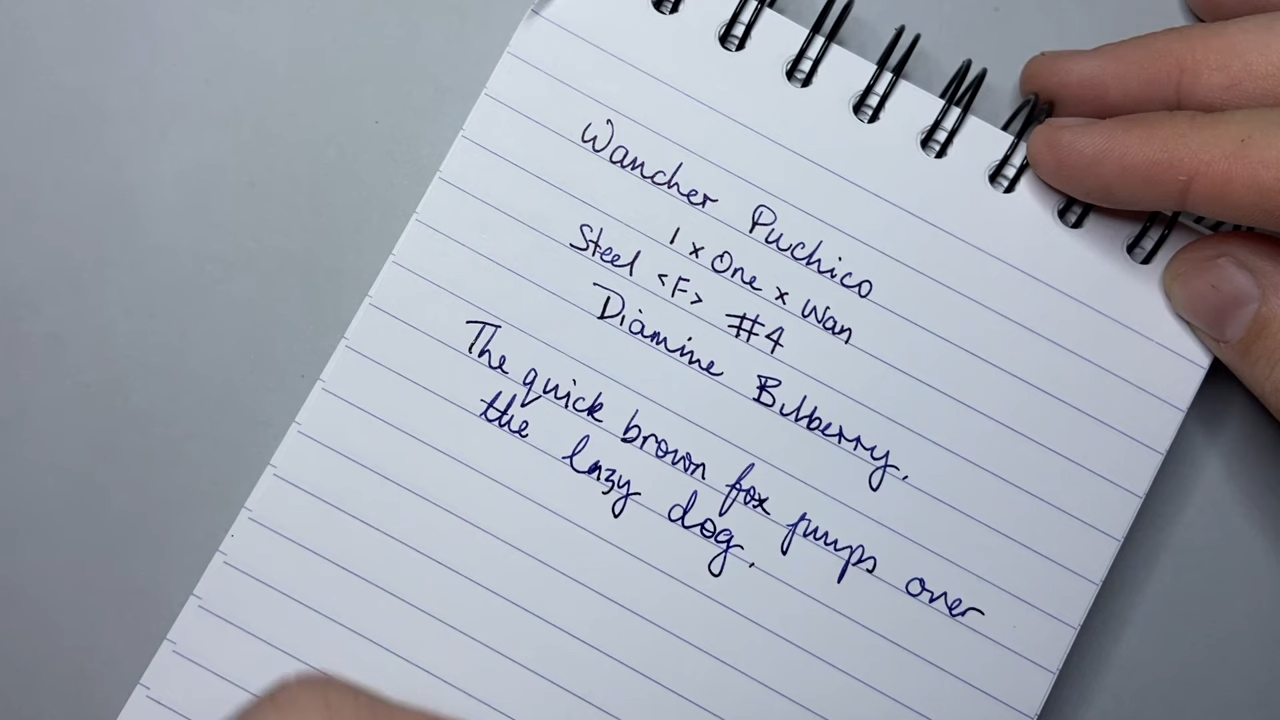 Wancher Puchico
1 x One x Wan
Steel <F> #4
Diamine Bilberry.
The quick brown fox jumps over
the lazy dog.